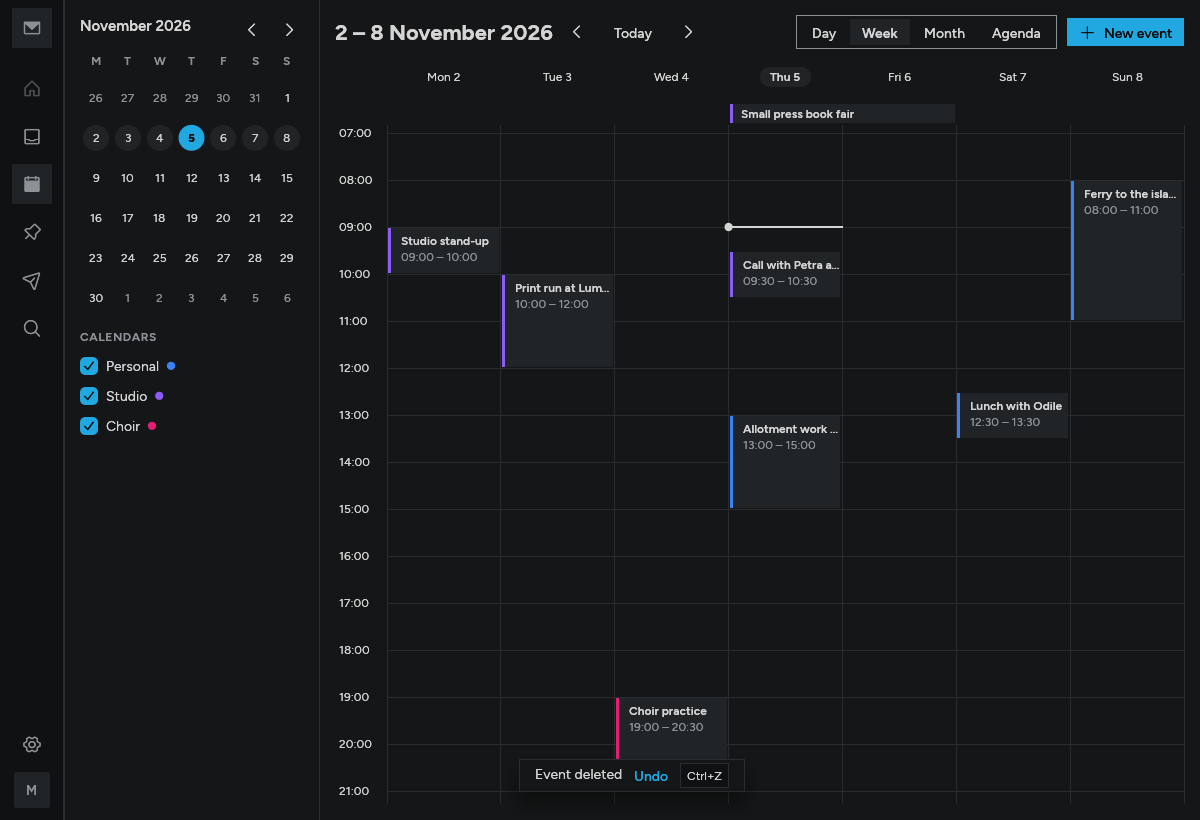 November 2026
M T W T F S S
26 27 28 29 30 31 1
2 3 4 5 6 7 8
9 10 11 12 13 14 15
16 17 18 19 20 21 22
23 24 25 26 27 28 29
30 1 2 3 4 5 6
CALENDARS
Personal
Studio
Choir
M
2 – 8 November 2026
Today
Day Week Month Agenda
New event
Mon 2 Tue 3 Wed 4 Thu 5 Fri 6 Sat 7 Sun 8
Small press book fair
07:00
08:00
Ferry to the isla...
08:00 – 11:00
09:00
Studio stand-up
09:00 – 10:00
Call with Petra a...
09:30 – 10:30
10:00
Print run at Lum...
10:00 – 12:00
11:00
12:00
Lunch with Odile
12:30 – 13:30
13:00
Allotment work ...
13:00 – 15:00
14:00
15:00
16:00
17:00
18:00
19:00
Choir practice
19:00 – 20:30
20:00
21:00
Event deleted Undo Ctrl+Z